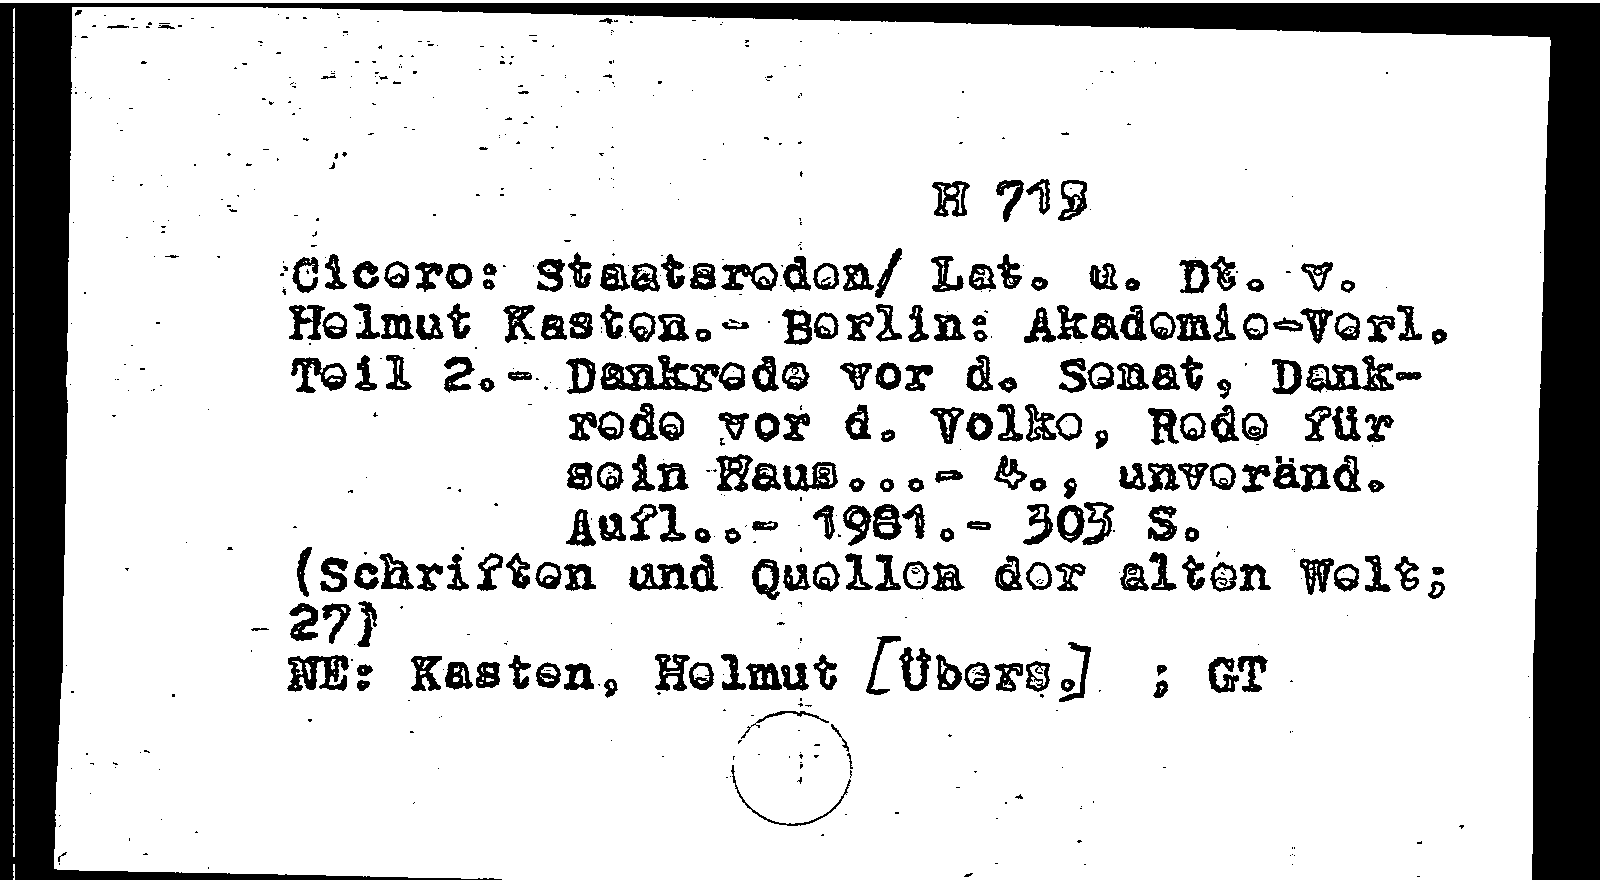 H 713
Cicero: Staatsreden/ Lat. u. Dt. v.
Helmut Kasten.- Berlin: Akademie-Verl.
Teil 2.- Dankrede vor d. Senat, Dank-
rede vor d. Volke, Rede für
sein Haus...- 4., unveränd.
Aufl..- 1981.- 303 S.
(Schriften und Quellen der alten Welt;
27)
NE: Kasten, Helmut [Übers.] ; GT